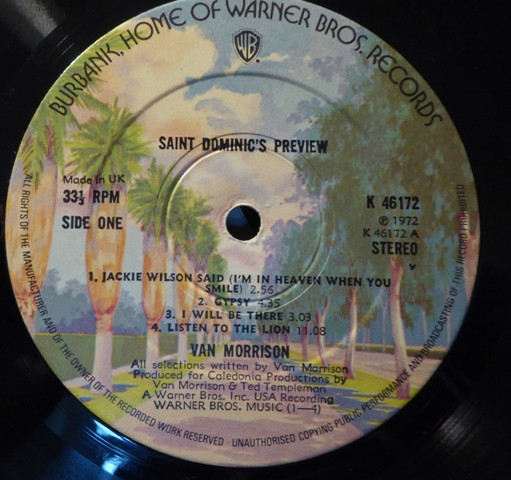 BURBANK, HOME OF WARNER BROS. RECORDS
WB
SAINT DOMINIC'S PREVIEW
Made in UK
33⅓ RPM
SIDE ONE
K 46172
℗ 1972
K 46172 A
STEREO
1. JACKIE WILSON SAID (I'M IN HEAVEN WHEN YOU
SMILE) 2.56
2. GYPSY 4.35
3. I WILL BE THERE 3.03
4. LISTEN TO THE LION 11.08
VAN MORRISON
All selections written by Van Morrison
Produced for Caledonia Productions by
Van Morrison & Ted Templeman
A Warner Bros. Inc. USA Recording
WARNER BROS. MUSIC (1—4)
ALL RIGHTS OF THE MANUFACTURER AND OF THE OWNER OF THE RECORDED WORK RESERVED · UNAUTHORISED COPYING PUBLIC PERFORMANCE AND BROADCASTING OF THIS RECORD PROHIBITED